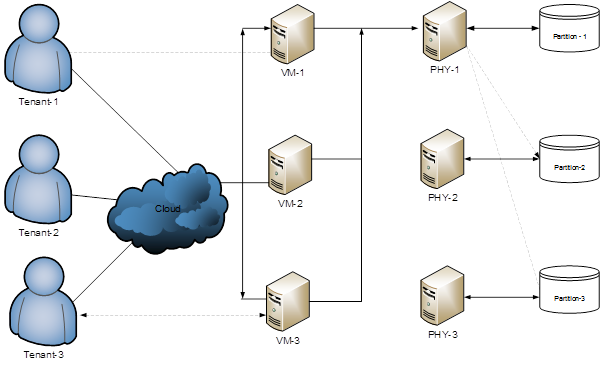 Tenant-1
VM-1
PHY-1
Partition - 1
Tenant-2
Cloud
VM-2
PHY-2
Partition-2
Tenant-3
VM-3
PHY-3
Partition-3